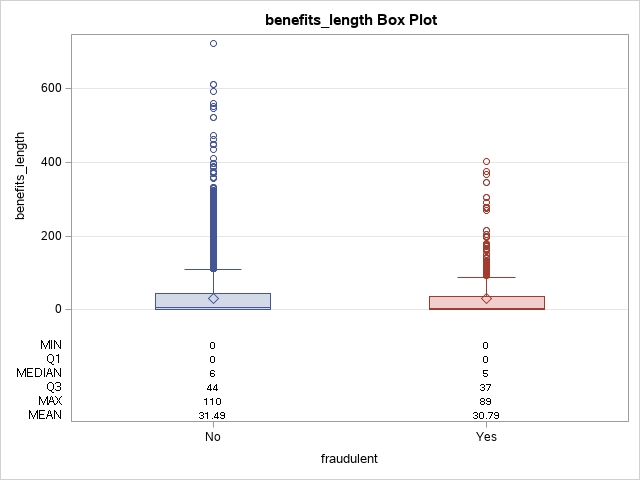 benefits_length Box Plot
benefits_length
600
400
200
0
MIN 0 0
Q1 0 0
MEDIAN 6 5
Q3 44 37
MAX 110 89
MEAN 31.49 30.79
No Yes
fraudulent